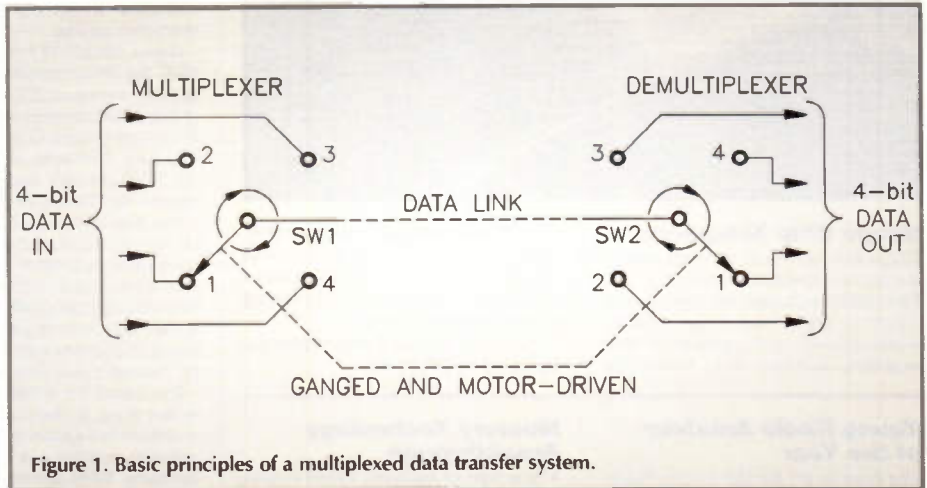 MULTIPLEXER
DEMULTIPLEXER
2
3
3
4
4-bit
DATA
IN
DATA LINK
4-bit
DATA
OUT
SW1
SW2
1
4
2
1
GANGED AND MOTOR-DRIVEN
Figure 1. Basic principles of a multiplexed data transfer system.